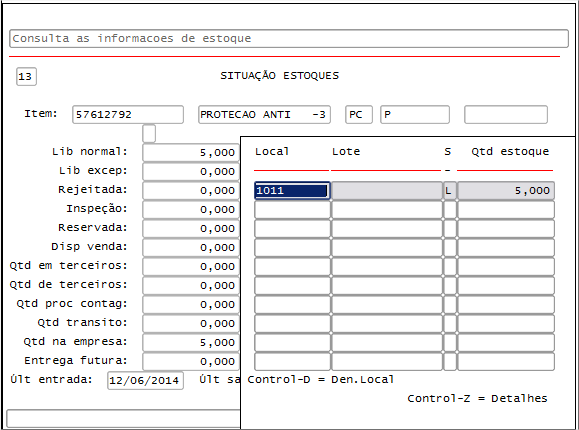 Consulta as informacoes de estoque
13 SITUAÇÃO ESTOQUES
Item: 57612792 PROTECAO ANTI -3 PC P
Local Lote S Qtd estoque
-
1011 L 5,000
Lib normal: 5,000
Lib excep: 0,000
Rejeitada: 0,000
Inspeção: 0,000
Reservada: 0,000
Disp venda: 0,000
Qtd em terceiros: 0,000
Qtd de terceiros: 0,000
Qtd proc contag: 0,000
Qtd transito: 0,000
Qtd na empresa: 5,000
Entrega futura: 0,000
Últ entrada: 12/06/2014 Últ sa
Control-D = Den.Local
Control-Z = Detalhes